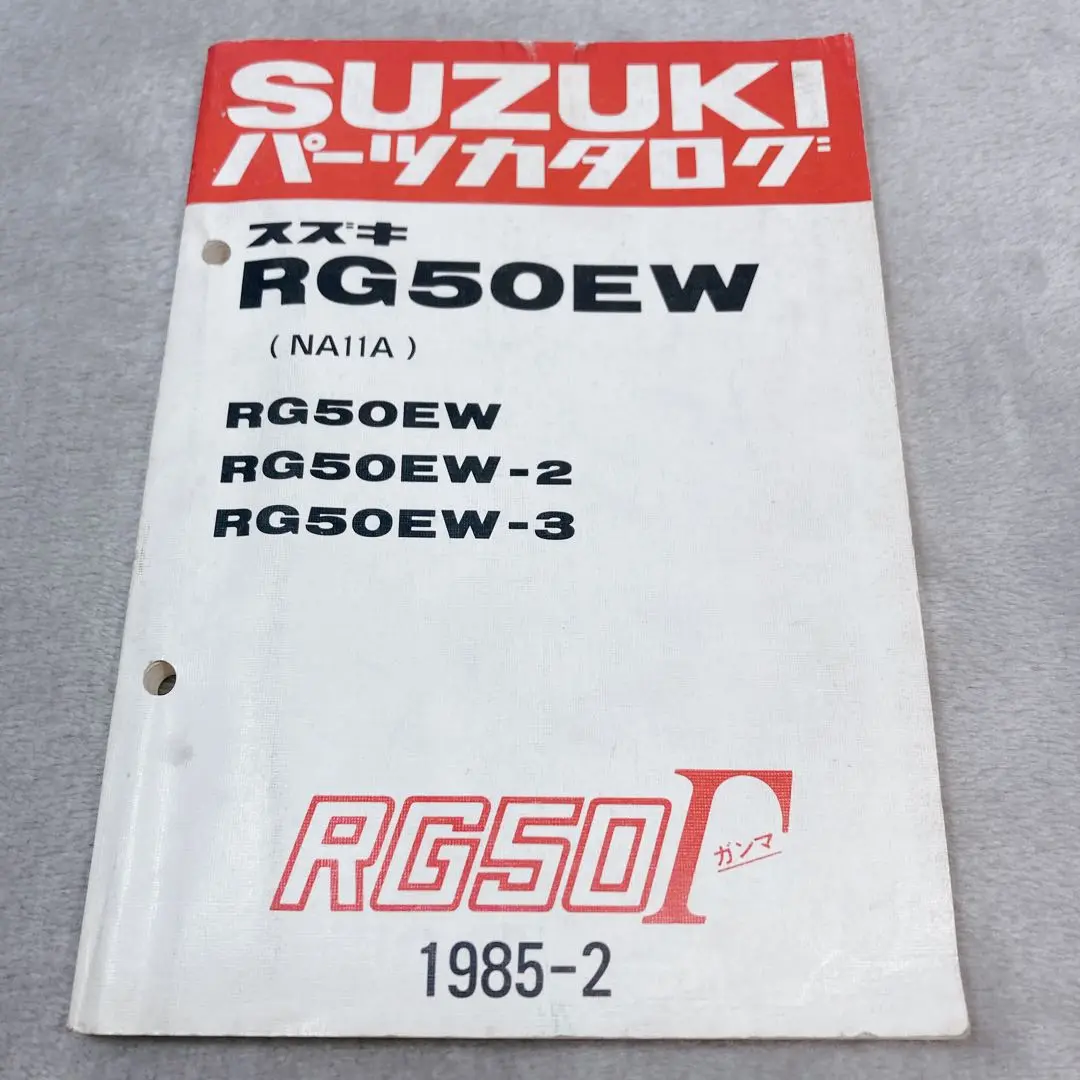 SUZUKI
パーツカタログ
スズキ
RG50EW
( NA11A )
RG50EW
RG50EW-2
RG50EW-3
RG50Γ
ガンマ
1985-2